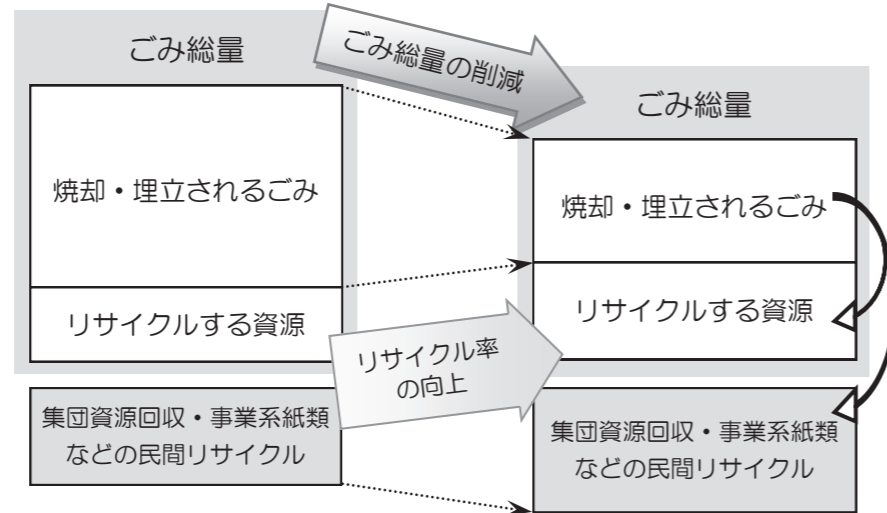 ごみ総量
焼却・埋立されるごみ
リサイクルする資源
集団資源回収・事業系紙類
などの民間リサイクル
ごみ総量の削減
リサイクル率
の向上
ごみ総量
焼却・埋立されるごみ
リサイクルする資源
集団資源回収・事業系紙類
などの民間リサイクル